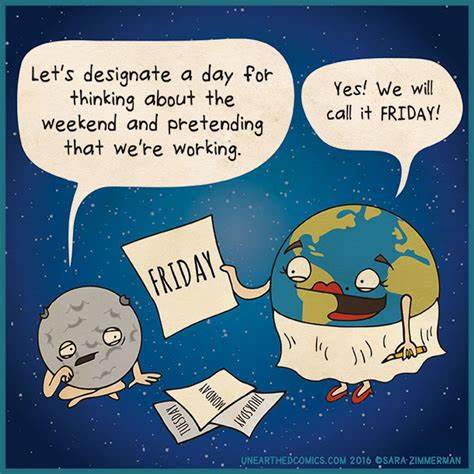 Let's designate a day for
thinking about the
weekend and pretending
that we're working.
Yes! We will
call it FRIDAY!
FRIDAY
TUESDAY
MONDAY
THURSDAY
UNEARTHEDCOMICS.COM 2016 ©SARA ZIMMERMAN